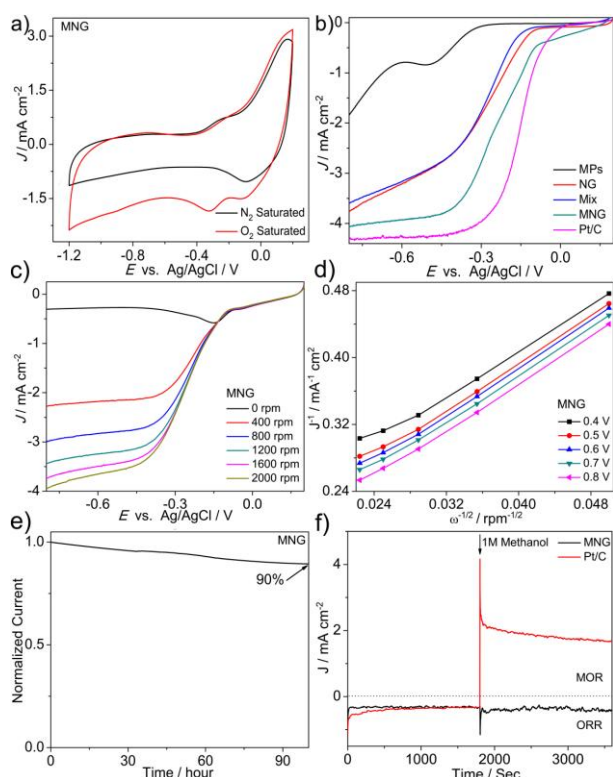 a) MNG
3.0
1.5
0.0
-1.5
J / mA cm-2
N2 Saturated
O2 Saturated
-1.2 -0.8 -0.4 0.0
E vs. Ag/AgCl / V
b)
0
-1
-2
-3
-4
J / mA cm-2
MPs
NG
Mix
MNG
Pt/C
-0.6 -0.3 0.0
E vs. Ag/AgCl / V
c)
0
-1
-2
-3
-4
J / mA cm-2
MNG
0 rpm
400 rpm
800 rpm
1200 rpm
1600 rpm
2000 rpm
-0.6 -0.3 0.0
E vs. Ag/AgCl / V
d)
0.48
0.40
0.32
0.24
J-1 / mA-1 cm2
MNG
0.4 V
0.5 V
0.6 V
0.7 V
0.8 V
0.024 0.030 0.036 0.042 0.048
ω-1/2 / rpm-1/2
e) MNG
1.0
0.5
0.0
Normalized Current
90%
0 30 60 90
Time / hour
f)
1M Methanol
MNG
Pt/C
4
2
0
-2
J / mA cm-2
MOR
ORR
0 1000 2000 3000
Time / Sec